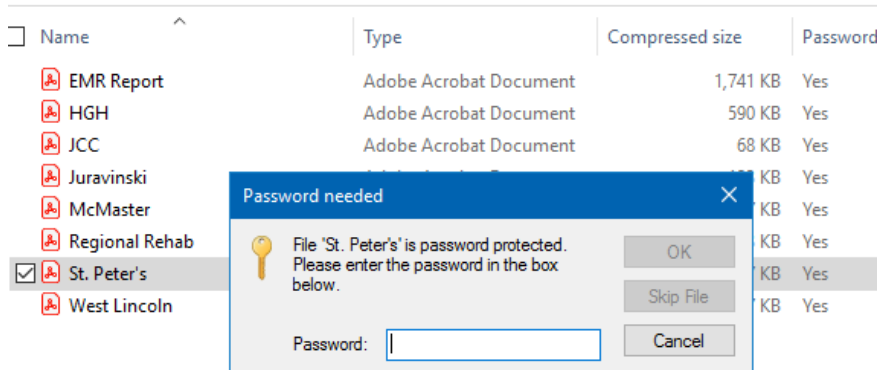 Name Type Compressed size Password
EMR Report Adobe Acrobat Document 1,741 KB Yes
HGH Adobe Acrobat Document 590 KB Yes
JCC Adobe Acrobat Document 68 KB Yes
Juravinski KB Yes
McMaster KB Yes
Regional Rehab KB Yes
St. Peter's KB Yes
West Lincoln KB Yes
Password needed
File 'St. Peter's' is password protected.
Please enter the password in the box
below.
Password:
OK
Skip File
Cancel